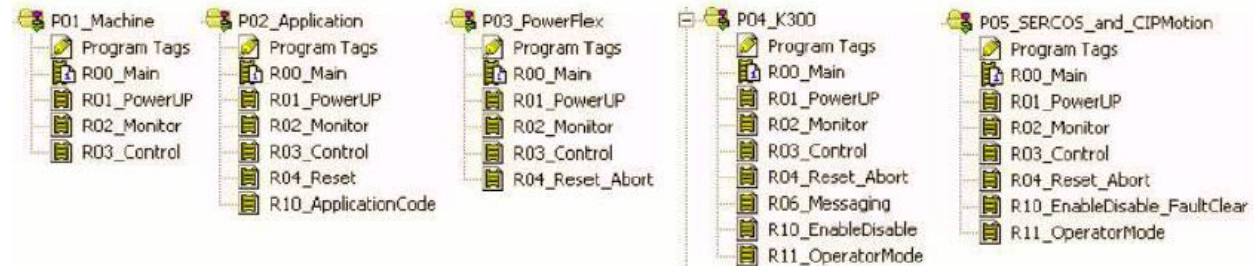 P01_Machine
Program Tags
R00_Main
R01_PowerUP
R02_Monitor
R03_Control
P02_Application
Program Tags
R00_Main
R01_PowerUP
R02_Monitor
R03_Control
R04_Reset
R10_ApplicationCode
P03_PowerFlex
Program Tags
R00_Main
R01_PowerUP
R02_Monitor
R03_Control
R04_Reset_Abort
P04_K300
Program Tags
R00_Main
R01_PowerUP
R02_Monitor
R03_Control
R04_Reset_Abort
R06_Messaging
R10_EnableDisable
R11_OperatorMode
P05_SERCOS_and_CIPMotion
Program Tags
R00_Main
R01_PowerUP
R02_Monitor
R03_Control
R04_Reset_Abort
R10_EnableDisable_FaultClear
R11_OperatorMode